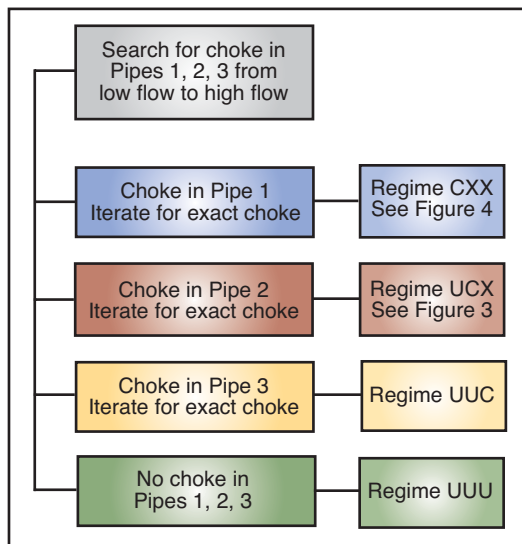 Search for choke in
Pipes 1, 2, 3 from
low flow to high flow
Choke in Pipe 1
Iterate for exact choke
Regime CXX
See Figure 4
Choke in Pipe 2
Iterate for exact choke
Regime UCX
See Figure 3
Choke in Pipe 3
Iterate for exact choke
Regime UUC
No choke in
Pipes 1, 2, 3
Regime UUU